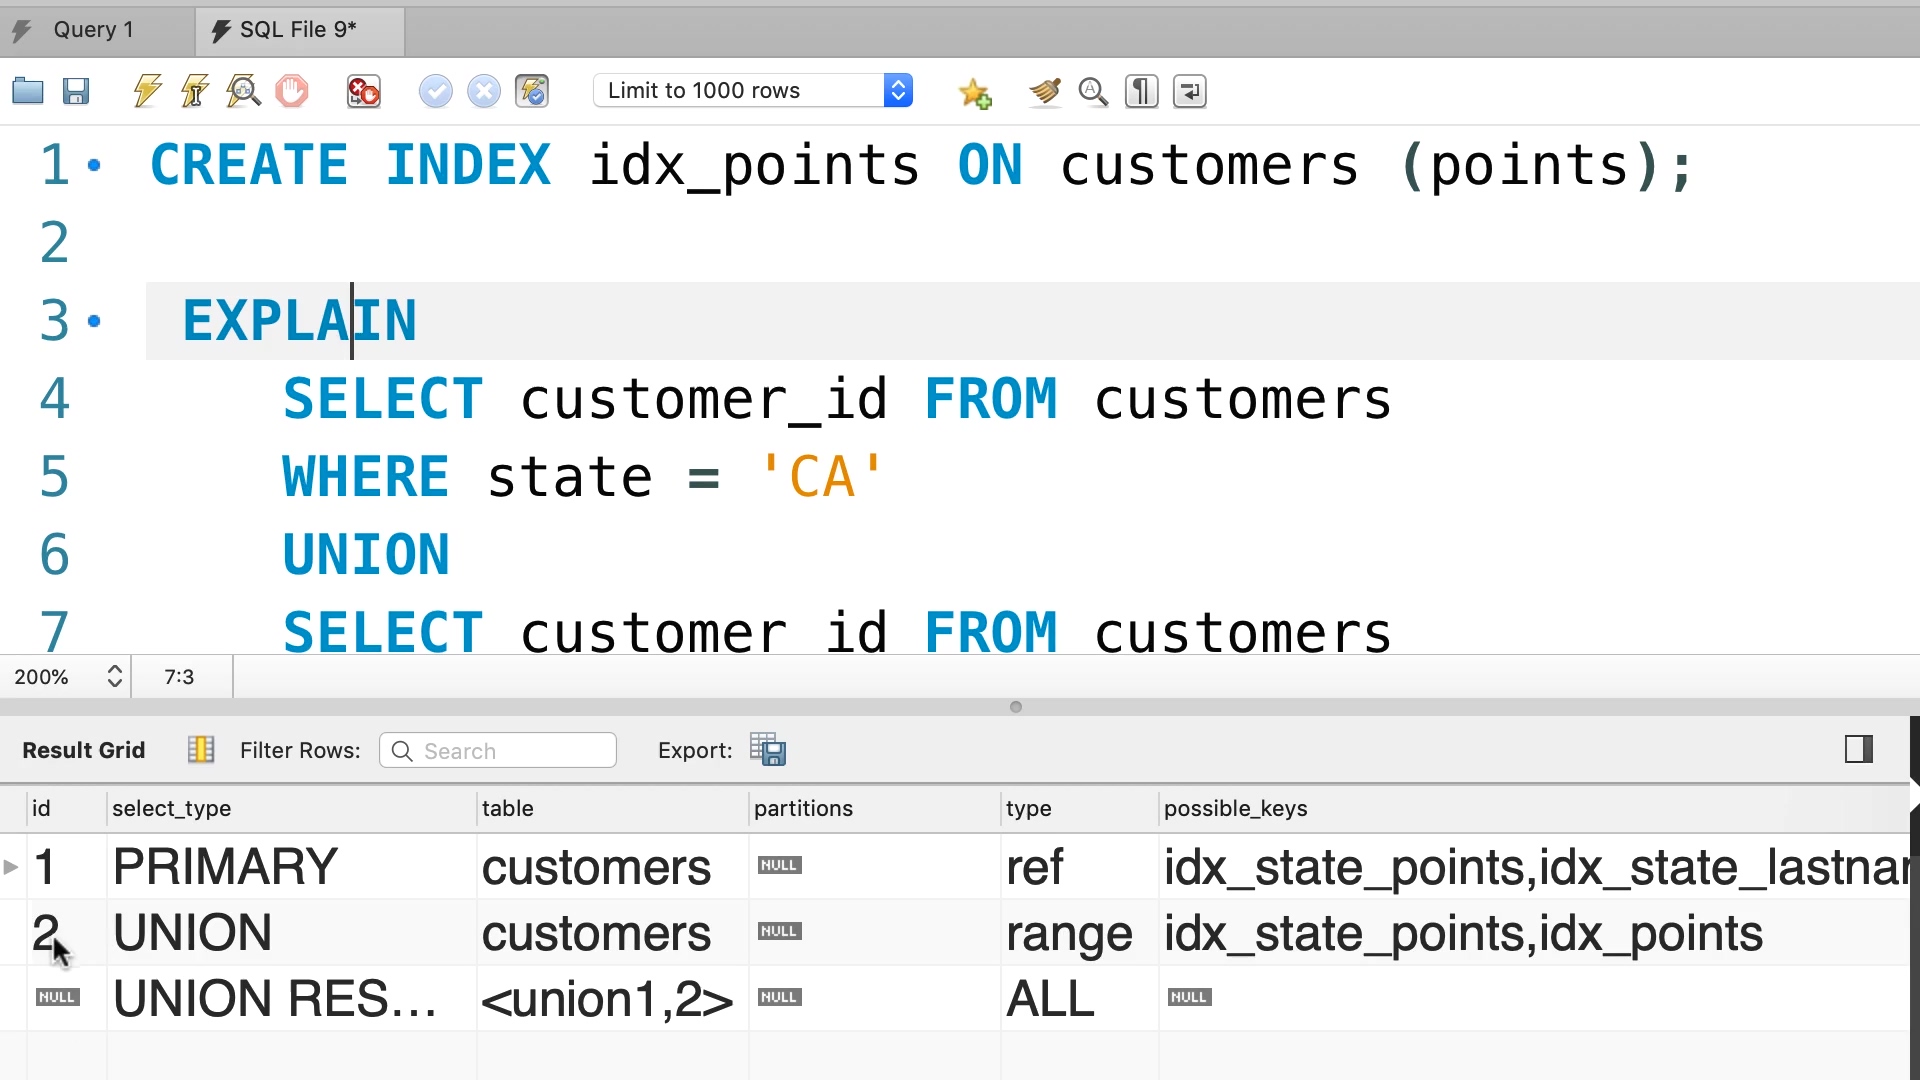 Query 1
SQL File 9*
Limit to 1000 rows
1 CREATE INDEX idx_points ON customers (points);
2
3 EXPLAIN
4 SELECT customer_id FROM customers
5 WHERE state = 'CA'
6 UNION
7 SELECT customer_id FROM customers
200% 7:3
Result Grid Filter Rows: Search Export:
id select_type table partitions type possible_keys
1 PRIMARY customers NULL ref idx_state_points,idx_state_lastnar
2 UNION customers NULL range idx_state_points,idx_points
NULL UNION RES... <union1,2> NULL ALL NULL